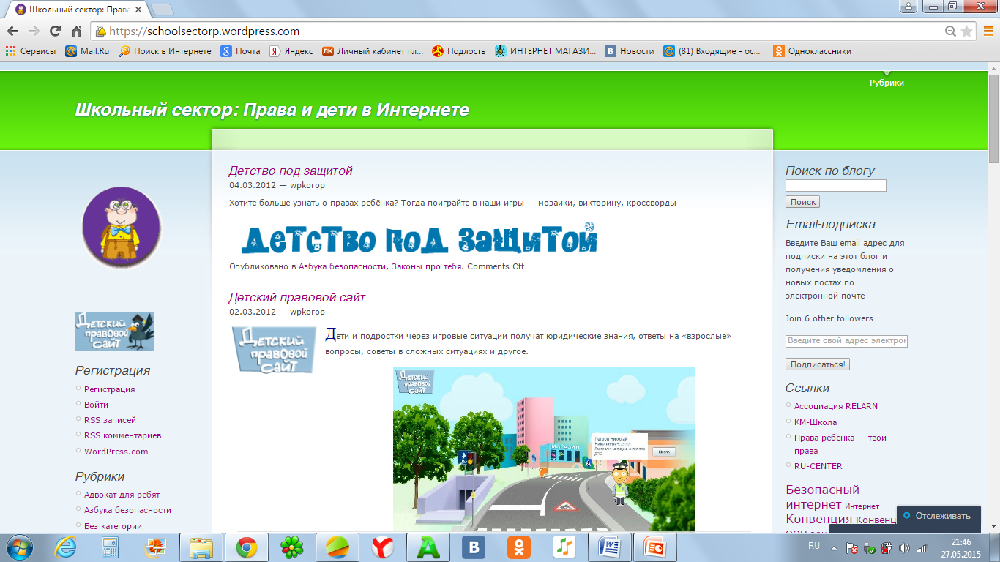 Школьный сектор: Права
https://schoolsectorp.wordpress.com
Сервисы
Mail.Ru
Поиск в Интернете
Почта
Яндекс
Личный кабинет пл...
Подлость
ИНТЕРНЕТ МАГАЗИ...
Новости
(81) Входящие - ос...
Одноклассники
Рубрики
Школьный сектор: Права и дети в Интернете
Детский
правовой
сайт
Регистрация
Регистрация
Войти
RSS записей
RSS комментариев
WordPress.com
Рубрики
Адвокат для ребят
Азбука безопасности
Без категории
Детство под защитой
04.03.2012 — wpkorop
Хотите больше узнать о правах ребёнка? Тогда поиграйте в наши игры — мозаики, викторину, кроссворды
Детство под защитой
Опубликовано в Азбука безопасности, Законы про тебя. Comments Off
Детский правовой сайт
02.03.2012 — wpkorop
Детский
правовой
сайт
Дети и подростки через игровые ситуации получат юридические знания, ответы на «взрослые»
вопросы, советы в сложных ситуациях и другое.
Детский
правовой
сайт
МАГАЗИН
Петров Николай
Николаевич,
Лейтенант милиции, инспектор
ДПС
Школа
Поиск по блогу
Поиск
Email-подписка
Введите Ваш email адрес для
подписки на этот блог и
получения уведомления о
новых постах по
электронной почте
Join 6 other followers
Введите свой адрес электрон
Подписаться!
Ссылки
Ассоциация RELARN
КМ-Школа
Права ребенка — твои
права
RU-CENTER
Безопасный
интернет Интернет
Конвенция Конвенц
Отслеживать
RU
21:46
27.05.2015